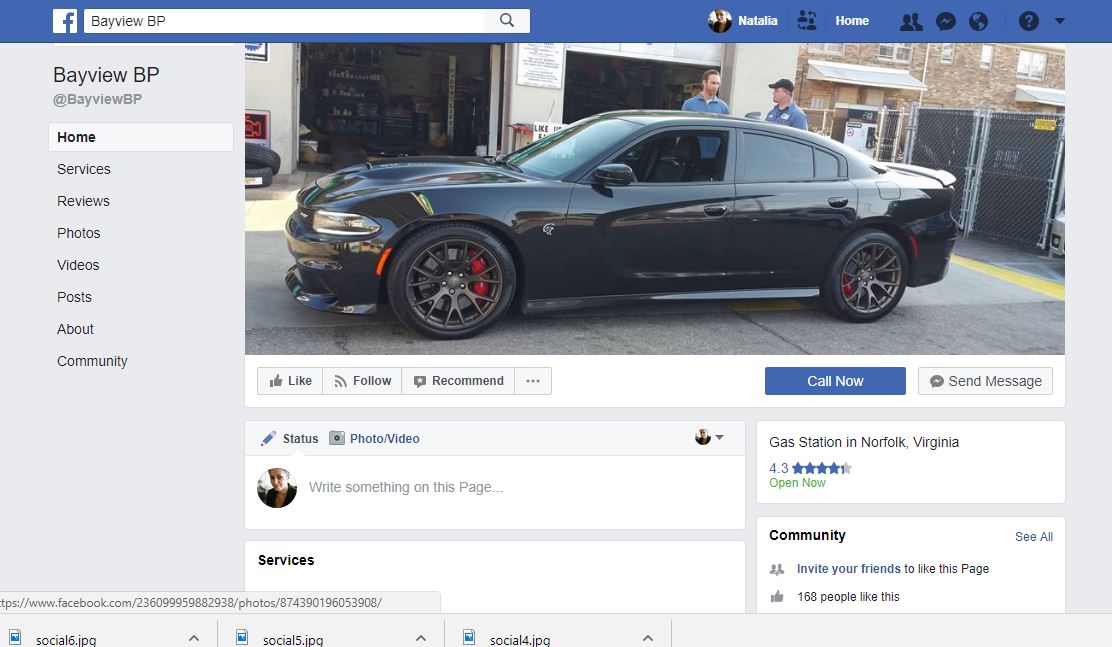 Bayview BP
Natalia
Home
Bayview BP
@BayviewBP
Home
Services
Reviews
Photos
Videos
Posts
About
Community
LIKE U
Like
Follow
Recommend
...
Call Now
Send Message
Status
Photo/Video
Write something on this Page...
Services
Gas Station in Norfolk, Virginia
4.3
Open Now
Community
See All
Invite your friends to like this Page
168 people like this
ttps://www.facebook.com/236099959882938/photos/874390196053908/
social6.jpg
social5.jpg
social4.jpg